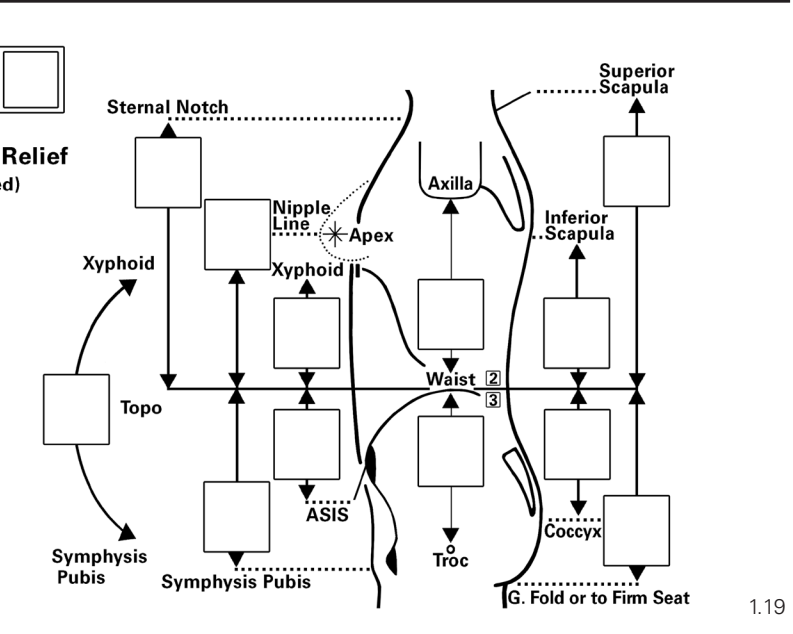 Superior
Scapula
Sternal Notch
Relief
ed)
Axilla
Nipple
Line
Apex
Inferior
Scapula
Xyphoid
Xyphoid
Waist 2
3
Topo
ASIS
Coccyx
Troc
Symphysis
Pubis
Symphysis Pubis
G. Fold or to Firm Seat
1.19